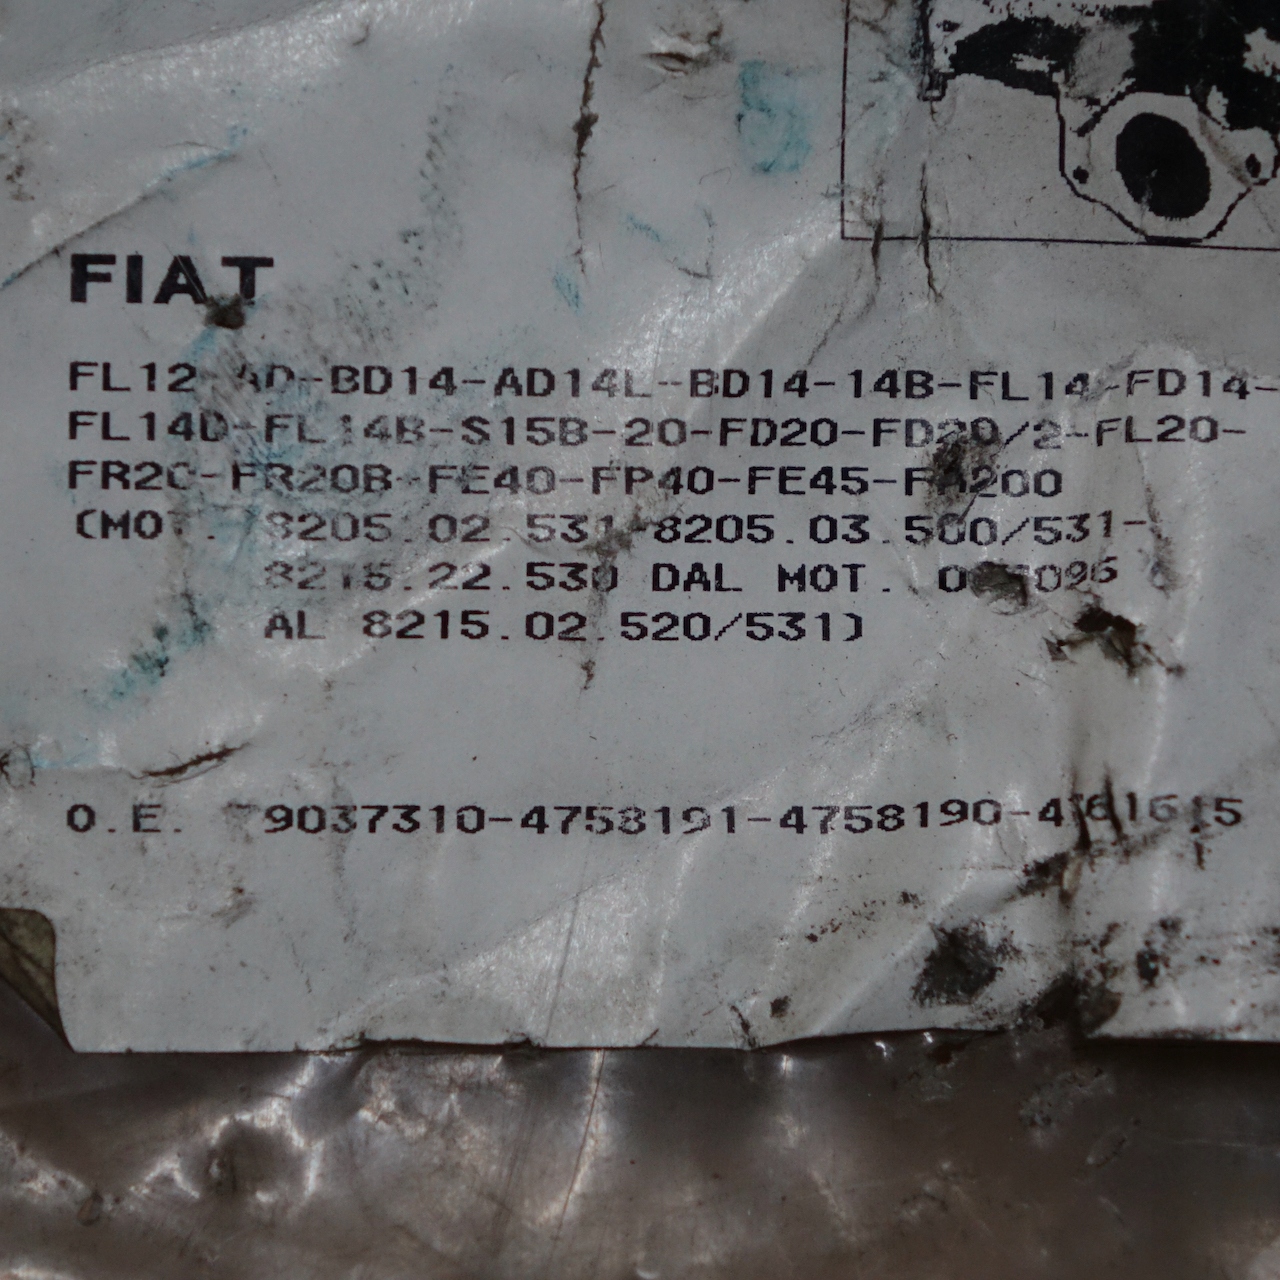 FIAT
FL12-AD-BD14-AD14L-BD14-14B-FL14-FD14-
FL14D-FL14B-S15B-20-FD20-FD20/2-FL20-
FR20-FR20B-FE40-FP40-FE45-
(MOT. 8205.02.531-8205.03.500/531-
8215.22.530 DAL MOT.
AL 8215.02.520/531)
O.E. 79037310-4758191-4758190-